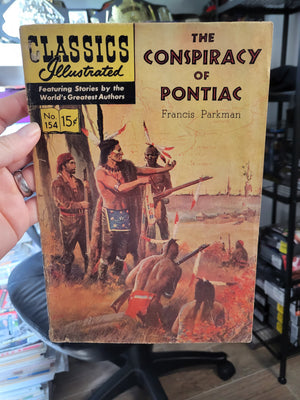 CLASSICS
Illustrated
Featuring Stories by the
World's Greatest Authors
No.
154
15¢
THE
CONSPIRACY
OF
PONTIAC
Francis Parkman